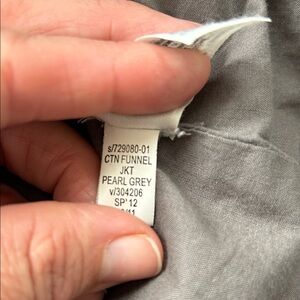 s/729080-01
CTN FUNNEL
JKT
PEARL GREY
v/304206
SP' 12